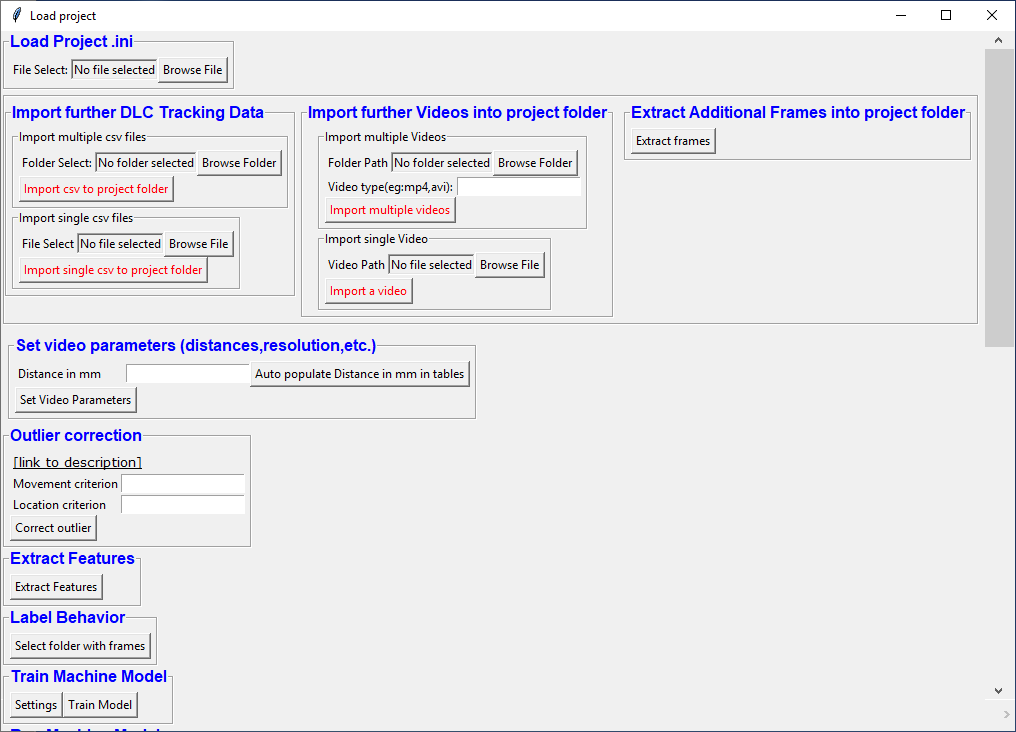 Load project
Load Project .ini
File Select: No file selected Browse File
Import further DLC Tracking Data
Import multiple csv files
Folder Select: No folder selected Browse Folder
Import csv to project folder
Import single csv files
File Select No file selected Browse File
Import single csv to project folder
Import further Videos into project folder
Import multiple Videos
Folder Path No folder selected Browse Folder
Video type(eg:mp4,avi):
Import multiple videos
Import single Video
Video Path No file selected Browse File
Import a video
Extract Additional Frames into project folder
Extract frames
Set video parameters (distances,resolution,etc.)
Distance in mm Auto populate Distance in mm in tables
Set Video Parameters
Outlier correction
[link to description]
Movement criterion
Location criterion
Correct outlier
Extract Features
Extract Features
Label Behavior
Select folder with frames
Train Machine Model
Settings Train Model